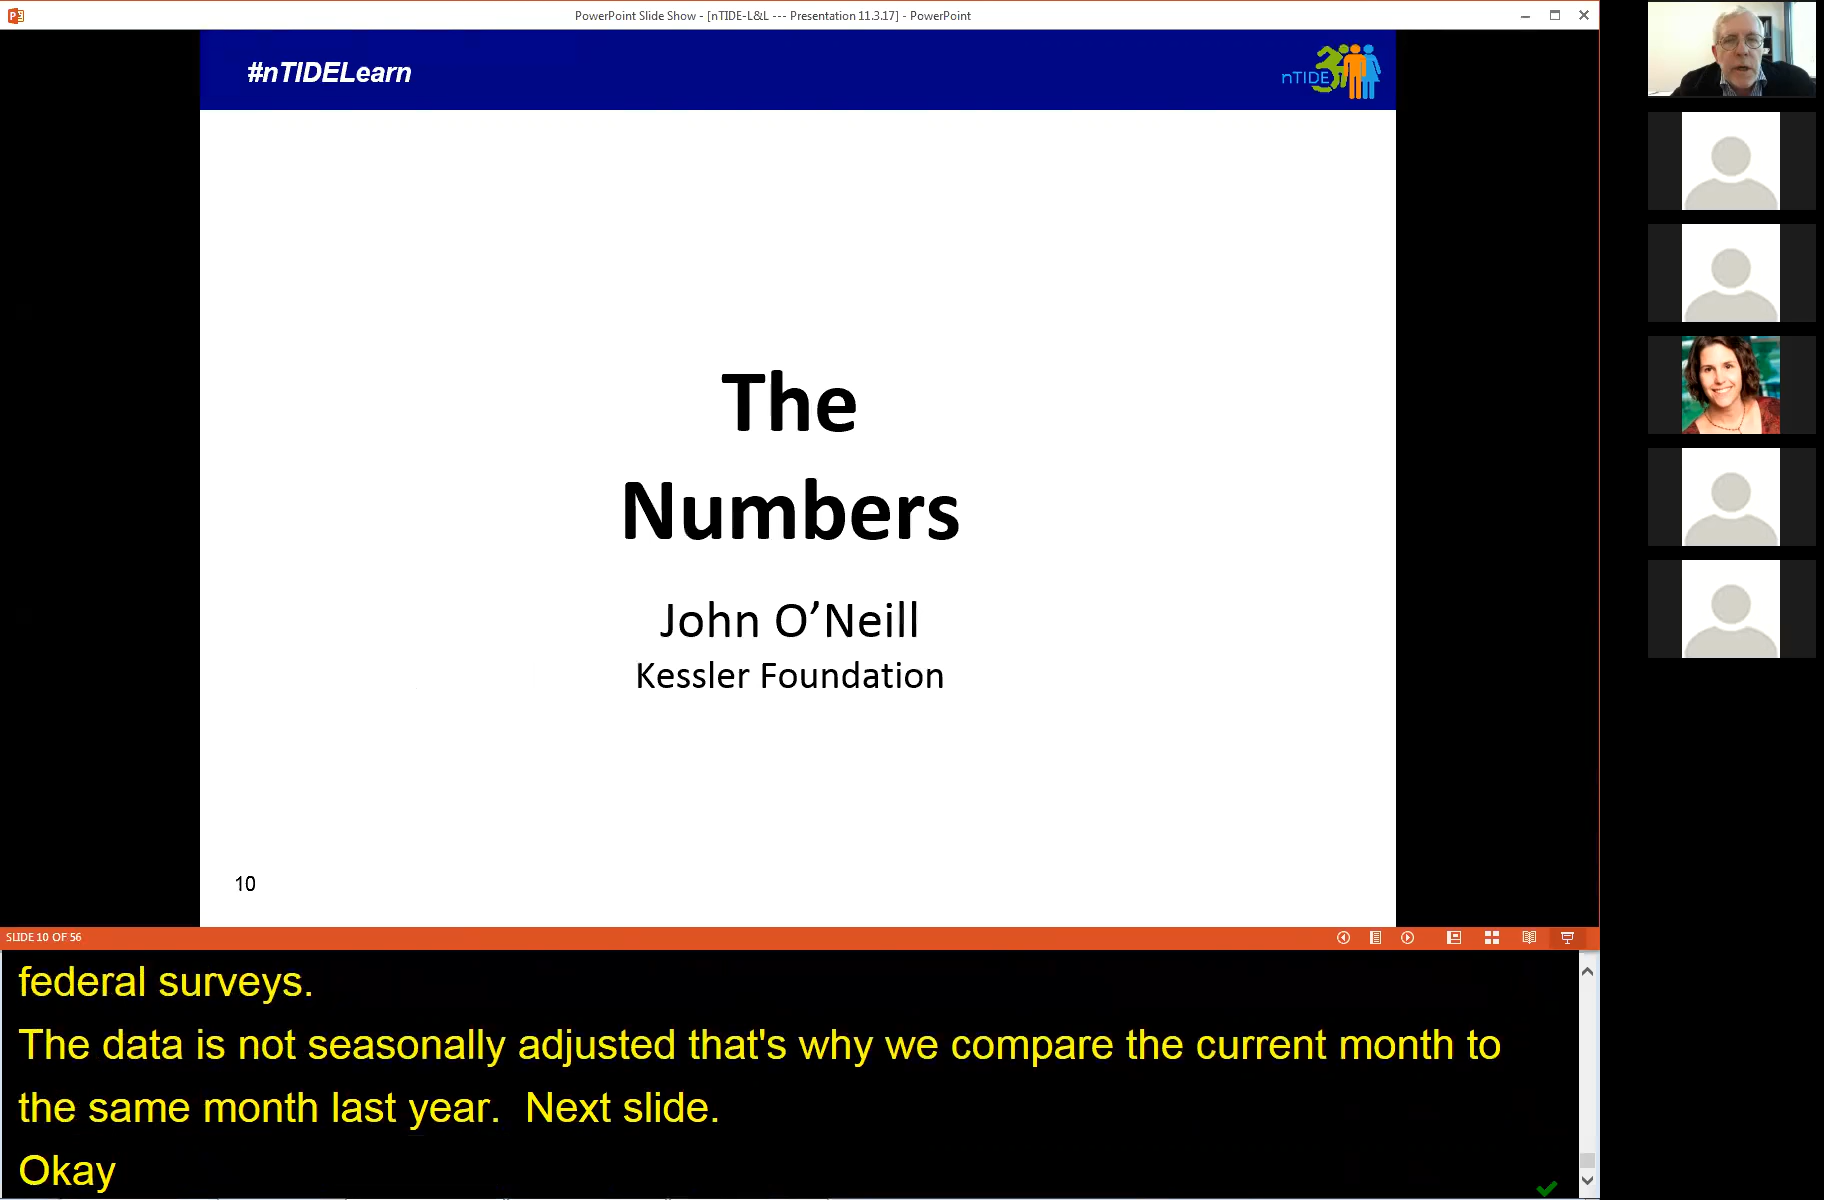 PowerPoint Slide Show - [nTIDE-L&L --- Presentation 11.3.17] - PowerPoint
#nTIDELearn
nTIDE
The
Numbers
John O’Neill
Kessler Foundation
10
SLIDE 10 OF 56
federal surveys.
The data is not seasonally adjusted that's why we compare the current month to
the same month last year.  Next slide.
Okay